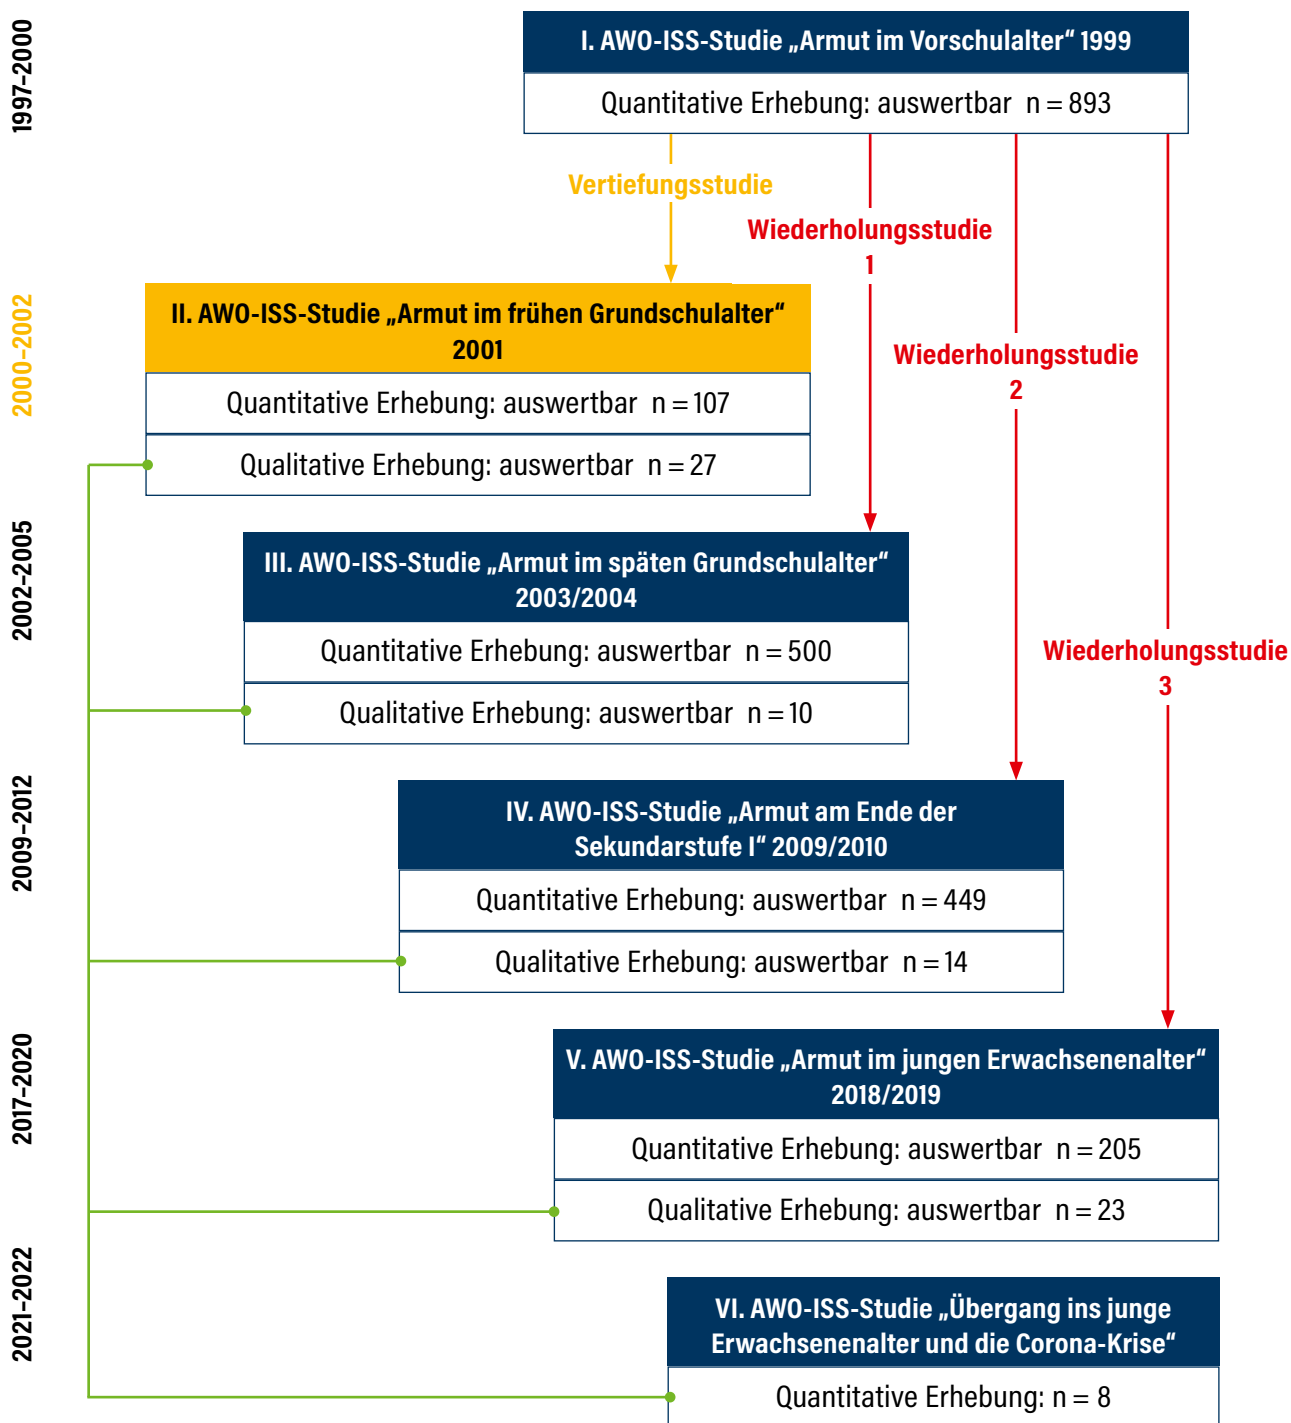 1997–2000
I. AWO-ISS-Studie „Armut im Vorschulalter“ 1999
Quantitative Erhebung: auswertbar n = 893
Vertiefungsstudie
Wiederholungsstudie
1
Wiederholungsstudie
2
Wiederholungsstudie
3
2000–2002
II. AWO-ISS-Studie „Armut im frühen Grundschulalter“
2001
Quantitative Erhebung: auswertbar n = 107
Qualitative Erhebung: auswertbar n = 27
2002–2005
III. AWO-ISS-Studie „Armut im späten Grundschulalter“
2003/2004
Quantitative Erhebung: auswertbar n = 500
Qualitative Erhebung: auswertbar n = 10
2009–2012
IV. AWO-ISS-Studie „Armut am Ende der
Sekundarstufe I“ 2009/2010
Quantitative Erhebung: auswertbar n = 449
Qualitative Erhebung: auswertbar n = 14
2017–2020
V. AWO-ISS-Studie „Armut im jungen Erwachsenenalter“
2018/2019
Quantitative Erhebung: auswertbar n = 205
Qualitative Erhebung: auswertbar n = 23
2021–2022
VI. AWO-ISS-Studie „Übergang ins junge
Erwachsenenalter und die Corona-Krise“
Quantitative Erhebung: n = 8